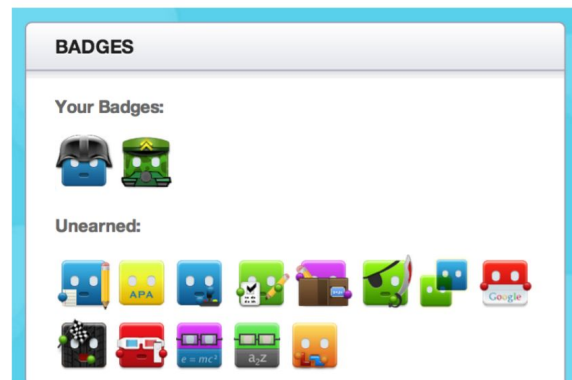 BADGES
Your Badges:
Unearned:
APA
Google
e = mc²
a₂z